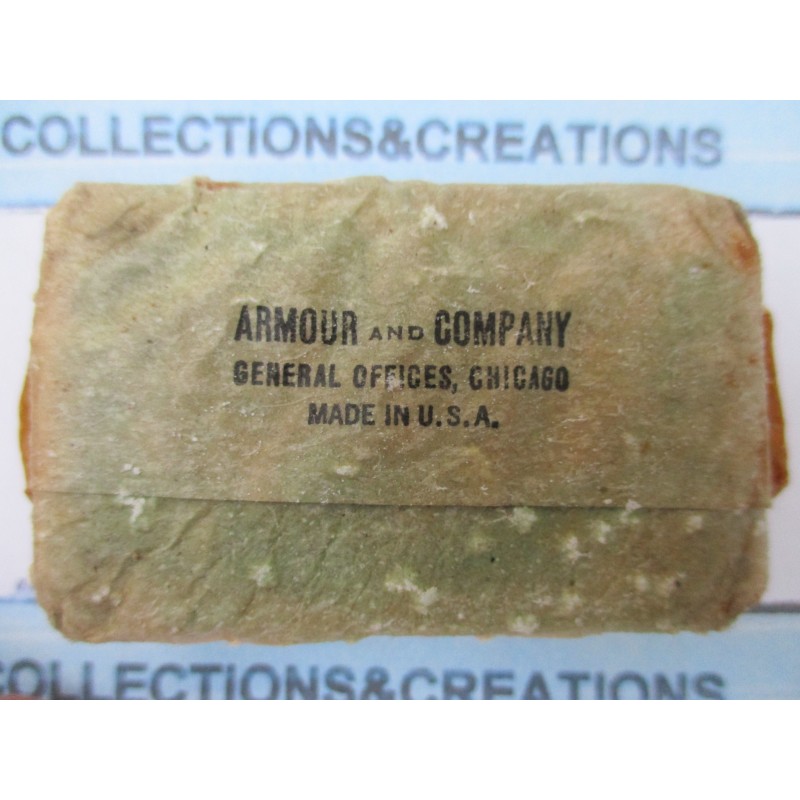 COLLECTIONS&CREATIONS
ARMOUR AND COMPANY
GENERAL OFFICES, CHICAGO
MADE IN U.S.A.
COLLECTIONS&CREATIONS